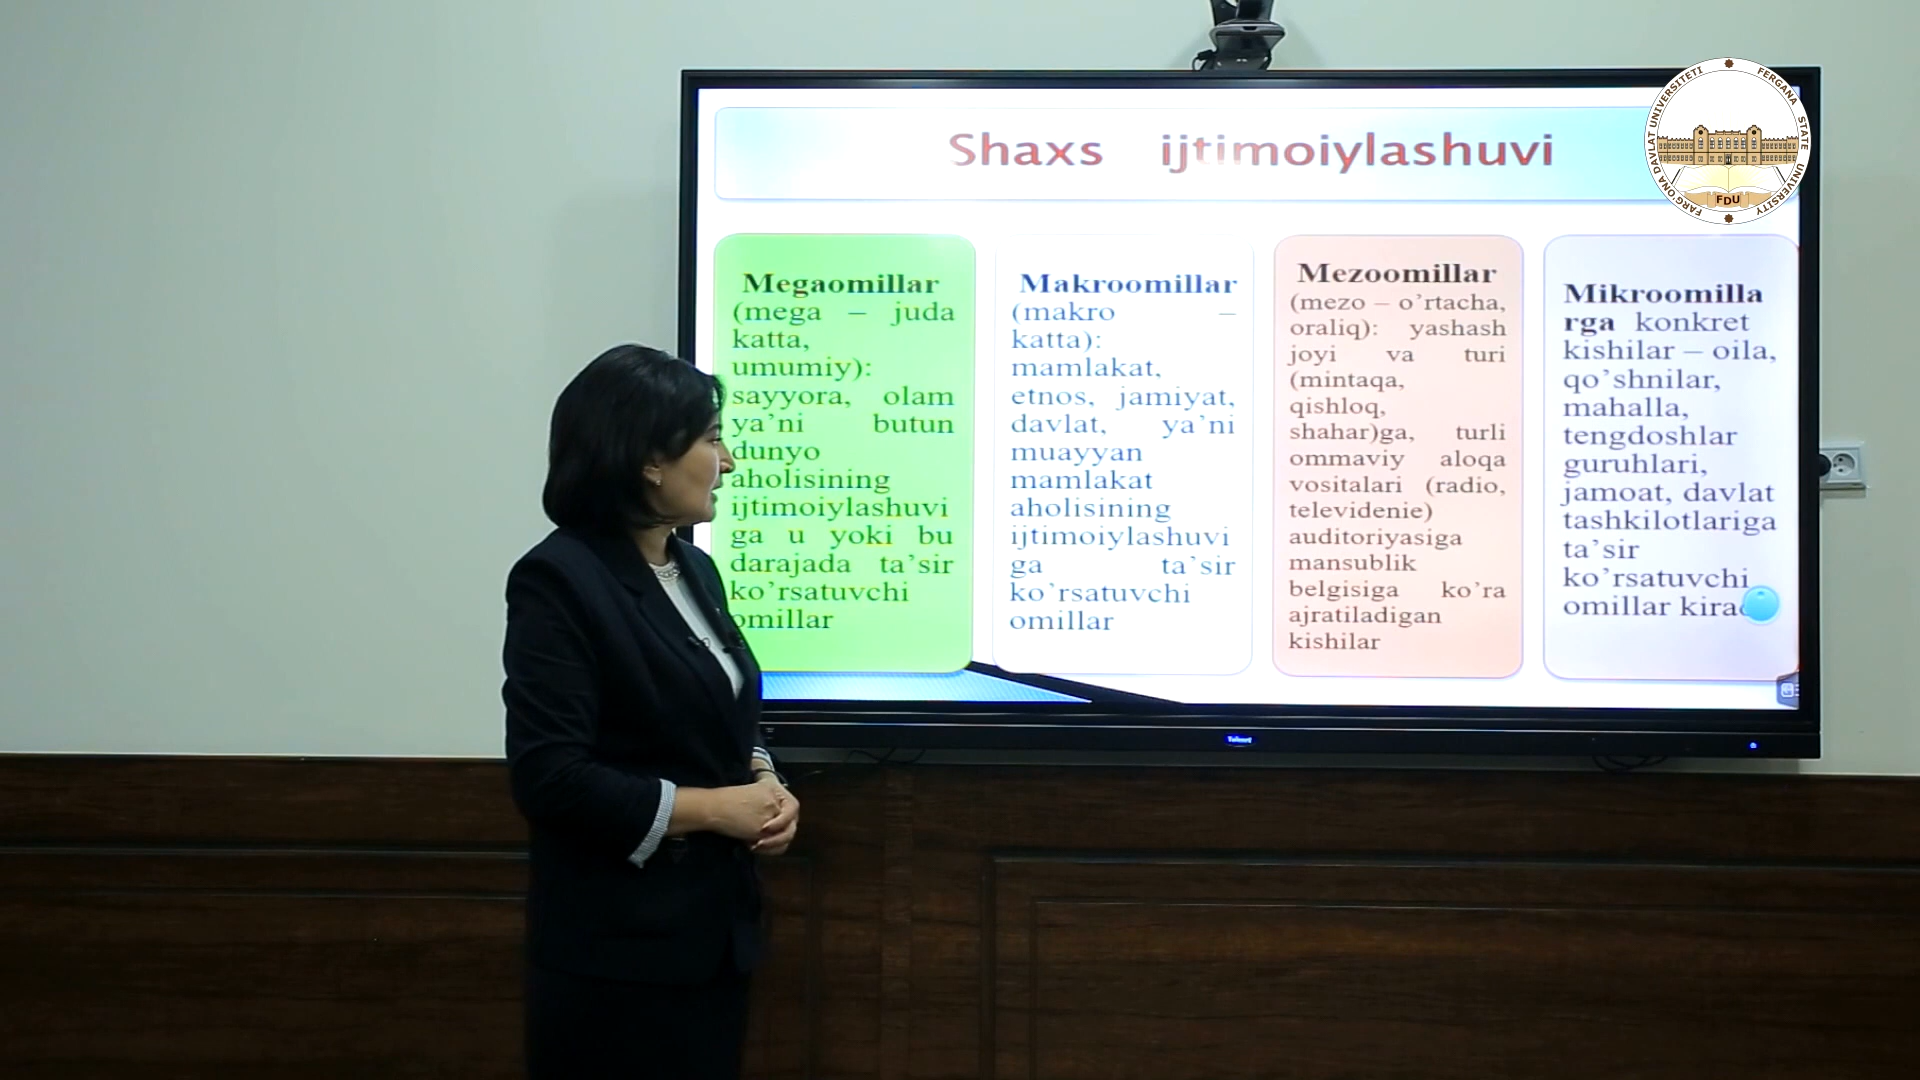 Shaxs ijtimoiylashuvi
Megaomillar
(mega – juda
katta,
umumiy):
sayyora, olam
ya’ni butun
dunyo
aholisining
ijtimoiylashuvi
ga u yoki bu
darajada ta’sir
ko’rsatuvchi
omillar
Makroomillar
(makro –
katta):
mamlakat,
etnos, jamiyat,
davlat, ya’ni
muayyan
mamlakat
aholisining
ijtimoiylashuvi
ga ta’sir
ko’rsatuvchi
omillar
Mezoomillar
(mezo – o’rtacha,
oraliq): yashash
joyi va turi
(mintaqa,
qishloq,
shahar)ga, turli
ommaviy aloqa
vositalari (radio,
televidenie)
auditoriyasiga
mansublik
belgisiga ko’ra
ajratiladigan
kishilar
Mikroomilla
rga konkret
kishilar – oila,
qo’shnilar,
mahalla,
tengdoshlar
guruhlari,
jamoat, davlat
tashkilotlariga
ta’sir
ko’rsatuvchi
omillar
FARG'ONA DAVLAT UNIVERSITETI
FERGANA STATE UNIVERSITY
FDU